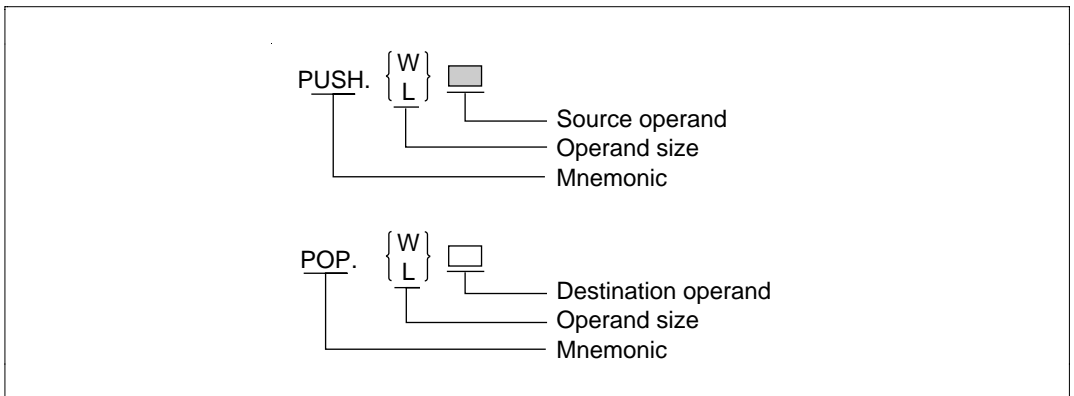 PUSH. {W
L}
Source operand
Operand size
Mnemonic
POP. {W
L}
Destination operand
Operand size
Mnemonic